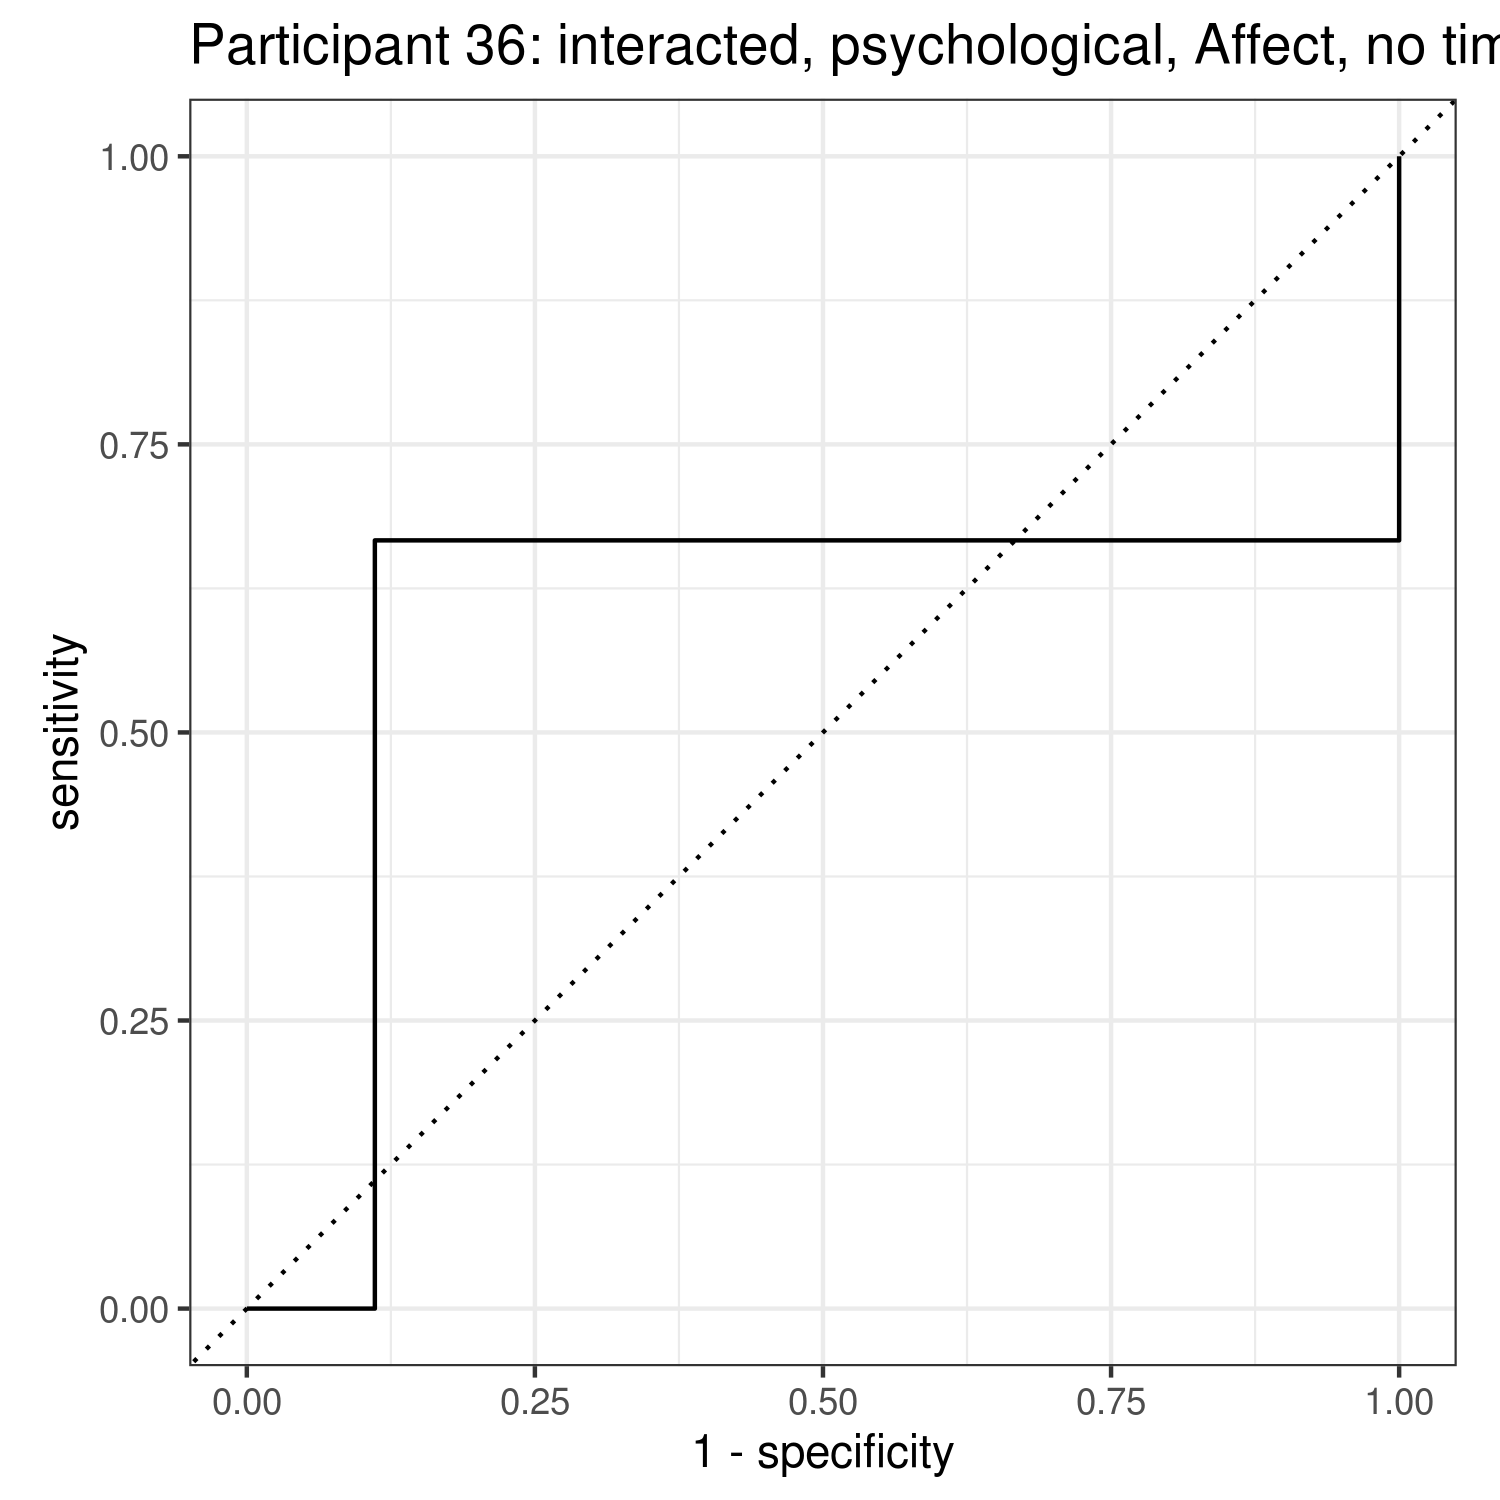 Participant 36: interacted, psychological, Affect, no tim
1.00
0.75
0.50
0.25
0.00
sensitivity
0.00 0.25 0.50 0.75 1.00
1 - specificity